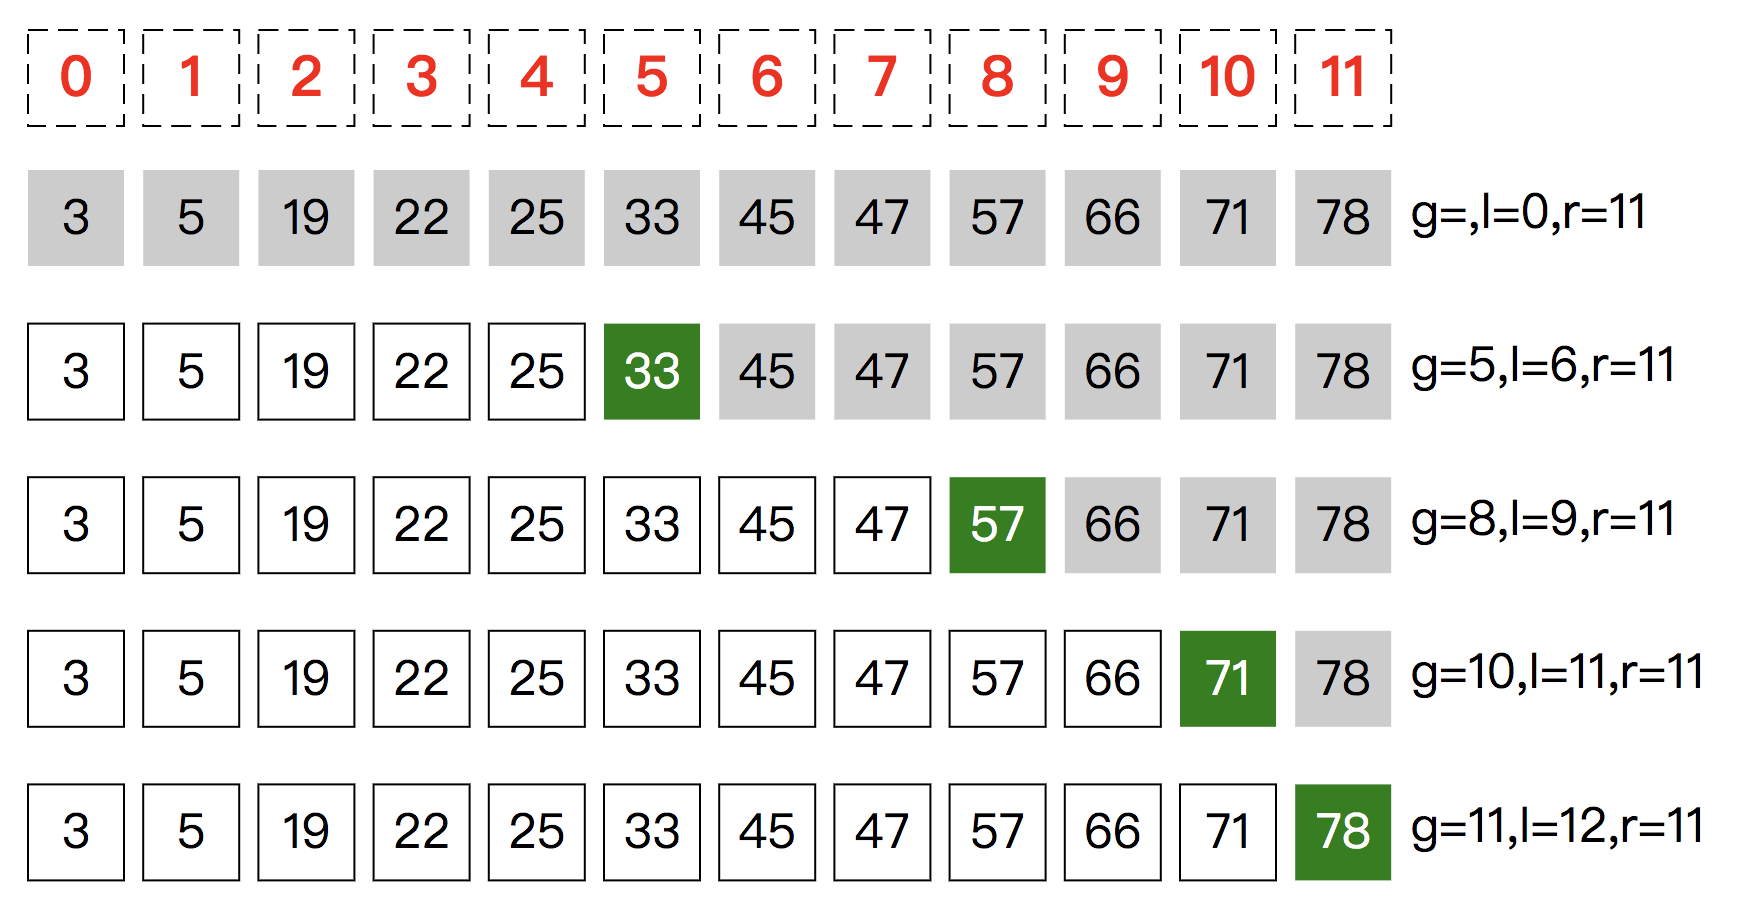 0 1 2 3 4 5 6 7 8 9 10 11
3 5 19 22 25 33 45 47 57 66 71 78 g=,l=0,r=11
3 5 19 22 25 33 45 47 57 66 71 78 g=5,l=6,r=11
3 5 19 22 25 33 45 47 57 66 71 78 g=8,l=9,r=11
3 5 19 22 25 33 45 47 57 66 71 78 g=10,l=11,r=11
3 5 19 22 25 33 45 47 57 66 71 78 g=11,l=12,r=11